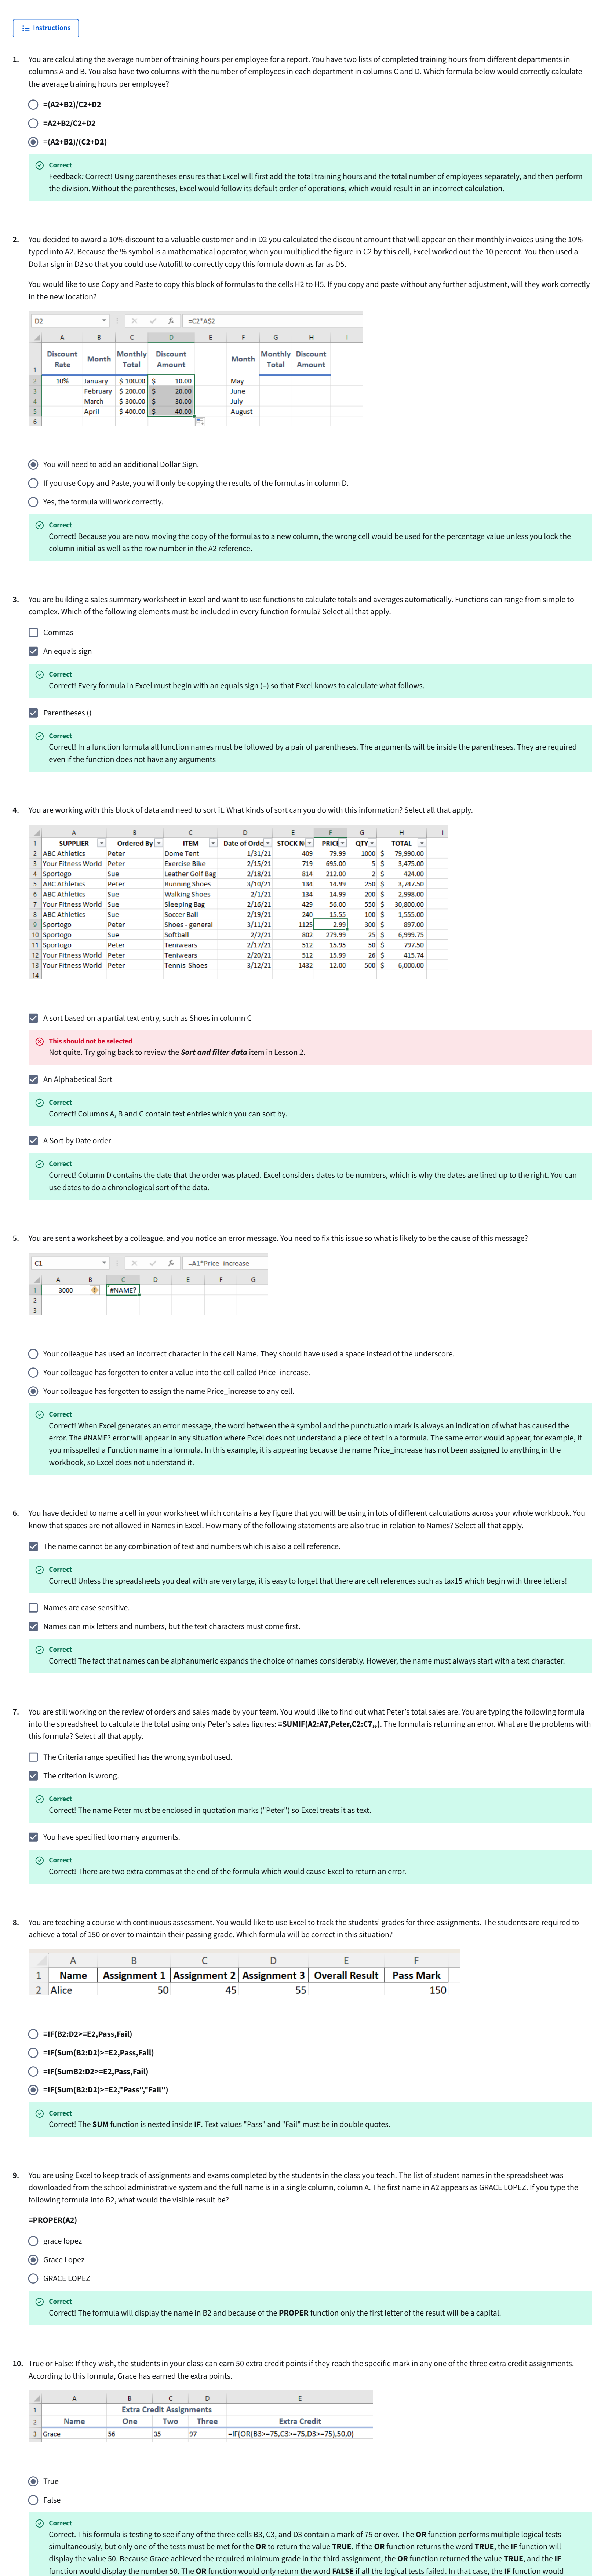 Instructions
1. You are calculating the average number of training hours per employee for a report. You have two lists of completed training hours from different departments in
columns A and B. You also have two columns with the number of employees in each department in columns C and D. Which formula below would correctly calculate
the average training hours per employee?
=(A2+B2)/C2+D2
=A2+B2/C2+D2
=(A2+B2)/(C2+D2)
Correct
Feedback: Correct! Using parentheses ensures that Excel will first add the total training hours and the total number of employees separately, and then perform
the division. Without the parentheses, Excel would follow its default order of operations, which would result in an incorrect calculation.
2. You decided to award a 10% discount to a valuable customer and in D2 you calculated the discount amount that will appear on their monthly invoices using the 10%
typed into A2. Because the % symbol is a mathematical operator, when you multiplied the figure in C2 by this cell, Excel worked out the 10 percent. You then used a
Dollar sign in D2 so that you could use Autofill to correctly copy this formula down as far as D5.
You would like to use Copy and Paste to copy this block of formulas to the cells H2 to H5. If you copy and paste without any further adjustment, will they work correctly
in the new location?
D2 =C2*A$2
A B C D E F G H I
Discount Monthly Discount Monthly Discount
Month Month
Rate Total Amount Total Amount
1
2 10% January $ 100.00 $ 10.00 May
3 February $ 200.00 $ 20.00 June
4 March $ 300.00 $ 30.00 July
5 April $ 400.00 $ 40.00 August
6
You will need to add an additional Dollar Sign.
If you use Copy and Paste, you will only be copying the results of the formulas in column D.
Yes, the formula will work correctly.
Correct
Correct! Because you are now moving the copy of the formulas to a new column, the wrong cell would be used for the percentage value unless you lock the
column initial as well as the row number in the A2 reference.
3. You are building a sales summary worksheet in Excel and want to use functions to calculate totals and averages automatically. Functions can range from simple to
complex. Which of the following elements must be included in every function formula? Select all that apply.
Commas
An equals sign
Correct
Correct! Every formula in Excel must begin with an equals sign (=) so that Excel knows to calculate what follows.
Parentheses ()
Correct
Correct! In a function formula all function names must be followed by a pair of parentheses. The arguments will be inside the parentheses. They are required
even if the function does not have any arguments
4. You are working with this block of data and need to sort it. What kinds of sort can you do with this information? Select all that apply.
A B C D E F G H I
1 SUPPLIER Ordered By ITEM Date of Orde STOCK N PRICE QTY TOTAL
2 ABC Athletics Peter Dome Tent 1/31/21 409 79.99 1000 $ 79,990.00
3 Your Fitness World Peter Exercise Bike 2/15/21 719 695.00 5 $ 3,475.00
4 Sportogo Sue Leather Golf Bag 2/18/21 814 212.00 2 $ 424.00
5 ABC Athletics Peter Running Shoes 3/10/21 134 14.99 250 $ 3,747.50
6 ABC Athletics Sue Walking Shoes 2/1/21 134 14.99 200 $ 2,998.00
7 Your Fitness World Sue Sleeping Bag 2/16/21 429 56.00 550 $ 30,800.00
8 ABC Athletics Sue Soccer Ball 2/19/21 240 15.55 100 $ 1,555.00
9 Sportogo Peter Shoes - general 3/11/21 1125 2.99 300 $ 897.00
10 Sportogo Sue Softball 2/2/21 802 279.99 25 $ 6,999.75
11 Sportogo Peter Teniwears 2/17/21 512 15.95 50 $ 797.50
12 Your Fitness World Peter Teniwears 2/20/21 512 15.99 26 $ 415.74
13 Your Fitness World Peter Tennis Shoes 3/12/21 1432 12.00 500 $ 6,000.00
14
A sort based on a partial text entry, such as Shoes in column C
This should not be selected
Not quite. Try going back to review the Sort and filter data item in Lesson 2.
An Alphabetical Sort
Correct
Correct! Columns A, B and C contain text entries which you can sort by.
A Sort by Date order
Correct
Correct! Column D contains the date that the order was placed. Excel considers dates to be numbers, which is why the dates are lined up to the right. You can
use dates to do a chronological sort of the data.
5. You are sent a worksheet by a colleague, and you notice an error message. You need to fix this issue so what is likely to be the cause of this message?
C1 =A1*Price_increase
A B C D E F G
1 3000 #NAME?
2
3
Your colleague has used an incorrect character in the cell Name. They should have used a space instead of the underscore.
Your colleague has forgotten to enter a value into the cell called Price_increase.
Your colleague has forgotten to assign the name Price_increase to any cell.
Correct
Correct! When Excel generates an error message, the word between the # symbol and the punctuation mark is always an indication of what has caused the
error. The #NAME? error will appear in any situation where Excel does not understand a piece of text in a formula. The same error would appear, for example, if
you misspelled a Function name in a formula. In this example, it is appearing because the name Price_increase has not been assigned to anything in the
workbook, so Excel does not understand it.
6. You have decided to name a cell in your worksheet which contains a key figure that you will be using in lots of different calculations across your whole workbook. You
know that spaces are not allowed in Names in Excel. How many of the following statements are also true in relation to Names? Select all that apply.
The name cannot be any combination of text and numbers which is also a cell reference.
Correct
Correct! Unless the spreadsheets you deal with are very large, it is easy to forget that there are cell references such as tax15 which begin with three letters!
Names are case sensitive.
Names can mix letters and numbers, but the text characters must come first.
Correct
Correct! The fact that names can be alphanumeric expands the choice of names considerably. However, the name must always start with a text character.
7. You are still working on the review of orders and sales made by your team. You would like to find out what Peter's total sales are. You are typing the following formula
into the spreadsheet to calculate the total using only Peter's sales figures: =SUMIF(A2:A7,Peter,C2:C7,,). The formula is returning an error. What are the problems with
this formula? Select all that apply.
The Criteria range specified has the wrong symbol used.
The criterion is wrong.
Correct
Correct! The name Peter must be enclosed in quotation marks ("Peter") so Excel treats it as text.
You have specified too many arguments.
Correct
Correct! There are two extra commas at the end of the formula which would cause Excel to return an error.
8. You are teaching a course with continuous assessment. You would like to use Excel to track the students' grades for three assignments. The students are required to
achieve a total of 150 or over to maintain their passing grade. Which formula will be correct in this situation?
A B C D E F
1 Name Assignment 1 Assignment 2 Assignment 3 Overall Result Pass Mark
2 Alice 50 45 55 150
=IF(B2:D2>=E2,Pass,Fail)
=IF(Sum(B2:D2)>=E2,Pass,Fail)
=IF(SumB2:D2>=E2,Pass,Fail)
=IF(Sum(B2:D2)>=E2,"Pass","Fail")
Correct
Correct! The SUM function is nested inside IF. Text values "Pass" and "Fail" must be in double quotes.
9. You are using Excel to keep track of assignments and exams completed by the students in the class you teach. The list of student names in the spreadsheet was
downloaded from the school administrative system and the full name is in a single column, column A. The first name in A2 appears as GRACE LOPEZ. If you type the
following formula into B2, what would the visible result be?
=PROPER(A2)
grace lopez
Grace Lopez
GRACE LOPEZ
Correct
Correct! The formula will display the name in B2 and because of the PROPER function only the first letter of the result will be a capital.
10. True or False: If they wish, the students in your class can earn 50 extra credit points if they reach the specific mark in any one of the three extra credit assignments.
According to this formula, Grace has earned the extra points.
A B C D E
1 Extra Credit Assignments
2 Name One Two Three Extra Credit
3 Grace 56 35 97 =IF(OR(B3>=75,C3>=75,D3>=75),50,0)
True
False
Correct
Correct. This formula is testing to see if any of the three cells B3, C3, and D3 contain a mark of 75 or over. The OR function performs multiple logical tests
simultaneously, but only one of the tests must be met for the OR to return the value TRUE. If the OR function returns the word TRUE, the IF function will
display the value 50. Because Grace achieved the required minimum grade in the third assignment, the OR function returned the value TRUE, and the IF
function would display the number 50. The OR function would only return the word FALSE if all the logical tests failed. In that case, the IF function would